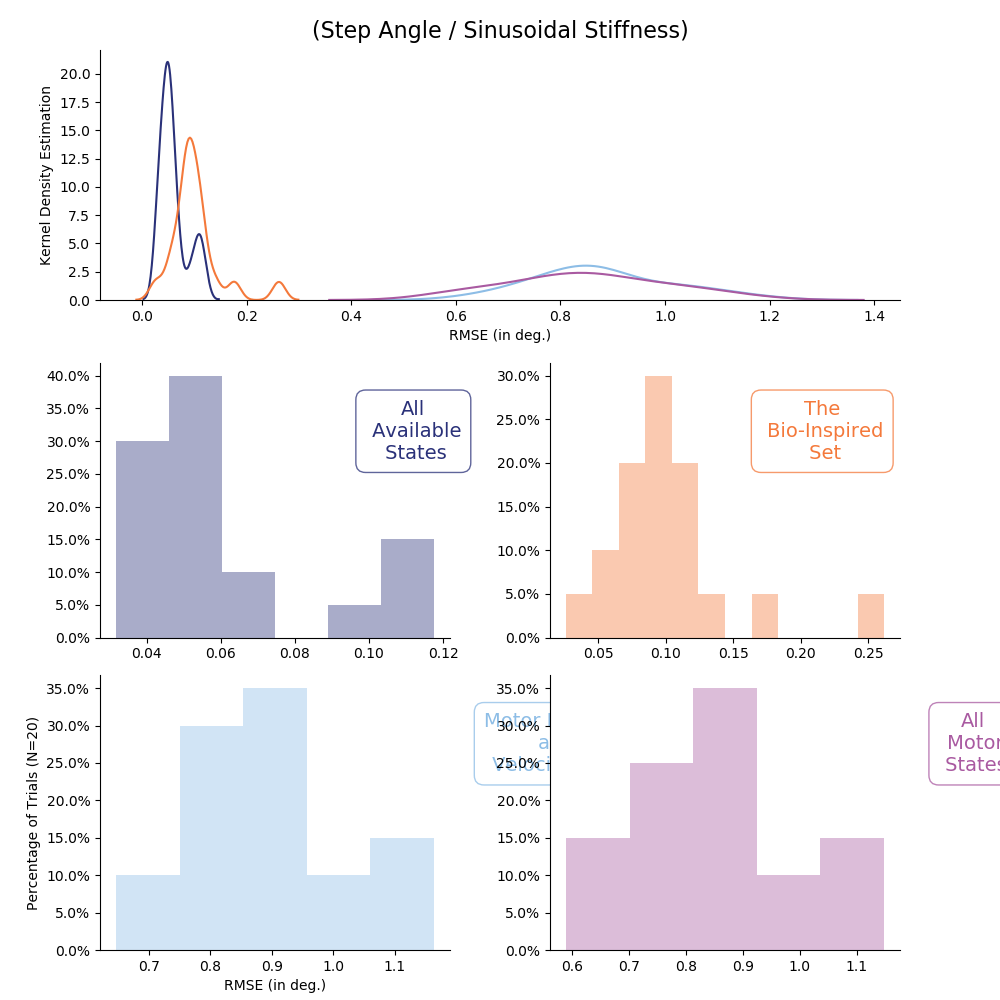 (Step Angle / Sinusoidal Stiffness)
Kernel Density Estimation
20.0
17.5
15.0
12.5
10.0
7.5
5.0
2.5
0.0
0.0 0.2 0.4 0.6 0.8 1.0 1.2 1.4
RMSE (in deg.)
40.0%
35.0%
30.0%
25.0%
20.0%
15.0%
10.0%
5.0%
0.0%
0.04 0.06 0.08 0.10 0.12
All
Available
States
30.0%
25.0%
20.0%
15.0%
10.0%
5.0%
0.0%
0.05 0.10 0.15 0.20 0.25
The
Bio-Inspired
Set
Percentage of Trials (N=20)
35.0%
30.0%
25.0%
20.0%
15.0%
10.0%
5.0%
0.0%
0.7 0.8 0.9 1.0 1.1
RMSE (in deg.)
Motor
35.0%
30.0%
25.0%
20.0%
15.0%
10.0%
5.0%
0.0%
0.6 0.7 0.8 0.9 1.0 1.1
All
Motor
States